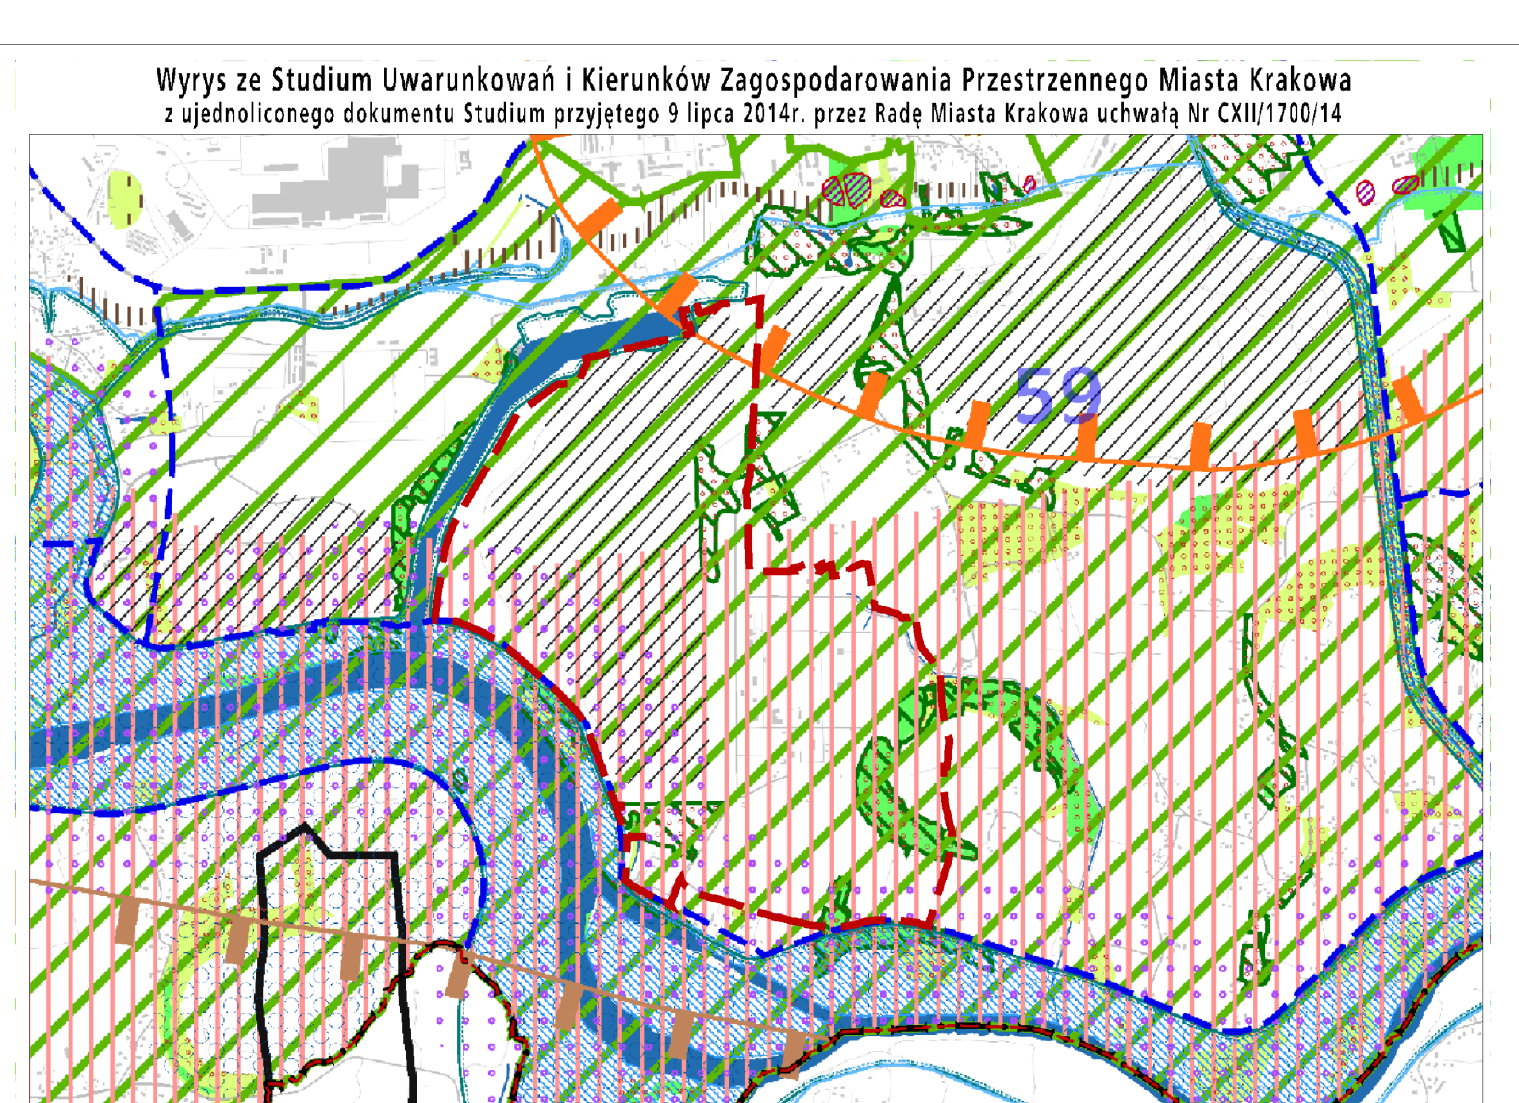 Wyrys ze Studium Uwarunkowań i Kierunków Zagospodarowania Przestrzennego Miasta Krakowa
z ujednoliconego dokumentu Studium przyjętego 9 lipca 2014r. przez Radę Miasta Krakowa uchwałą Nr CXII/1700/14
59